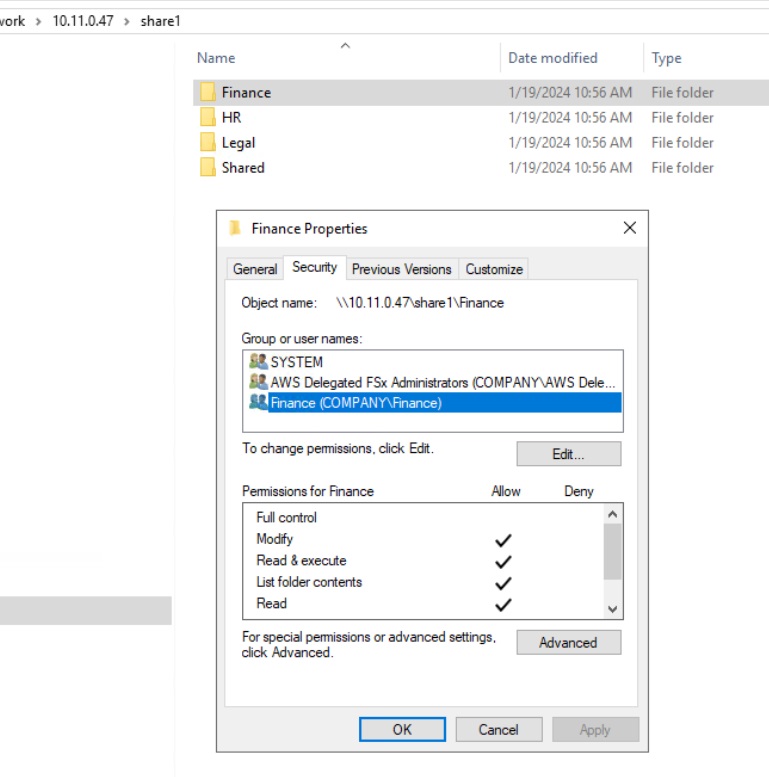 work > 10.11.0.47 > share1
Name Date modified Type
Finance 1/19/2024 10:56 AM File folder
HR 1/19/2024 10:56 AM File folder
Legal 1/19/2024 10:56 AM File folder
Shared 1/19/2024 10:56 AM File folder
Finance Properties
General Security Previous Versions Customize
Object name: \\10.11.0.47\share1\Finance
Group or user names:
SYSTEM
AWS Delegated FSx Administrators (COMPANY\AWS Dele...
Finance (COMPANY\Finance)
To change permissions, click Edit.
Edit...
Permissions for Finance Allow Deny
Full control
Modify
Read & execute
List folder contents
Read
For special permissions or advanced settings,
click Advanced.
Advanced
OK Cancel Apply